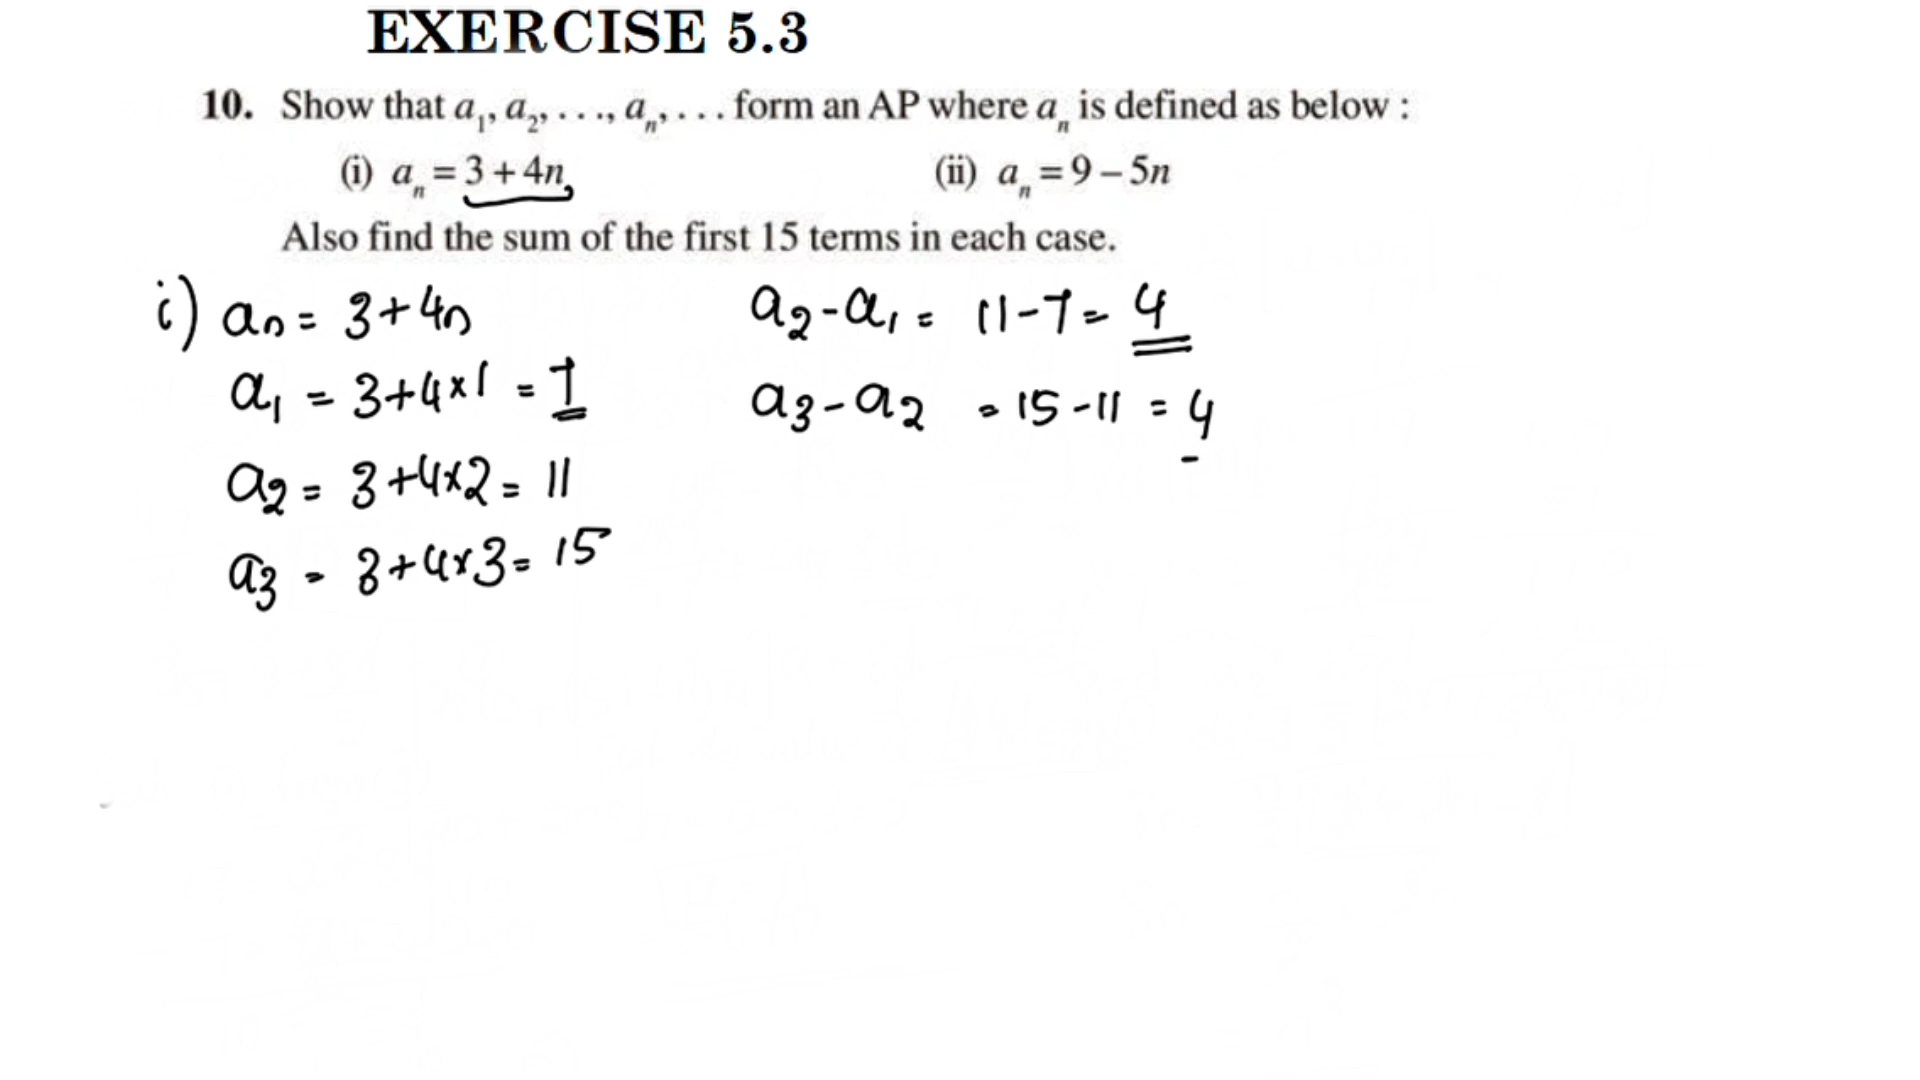 EXERCISE 5.3
10. Show that a₁, a₂, . . ., aₙ, . . . form an AP where aₙ is defined as below :
(i) aₙ = 3 + 4n (ii) aₙ = 9 – 5n
Also find the sum of the first 15 terms in each case.
i) an = 3+4n
a₁ = 3+4×1 = 7
a₂ = 3+4×2 = 11
a₃ = 3+4×3 = 15
a₂-a₁ = 11-7 = 4
a₃-a₂ = 15-11 = 4